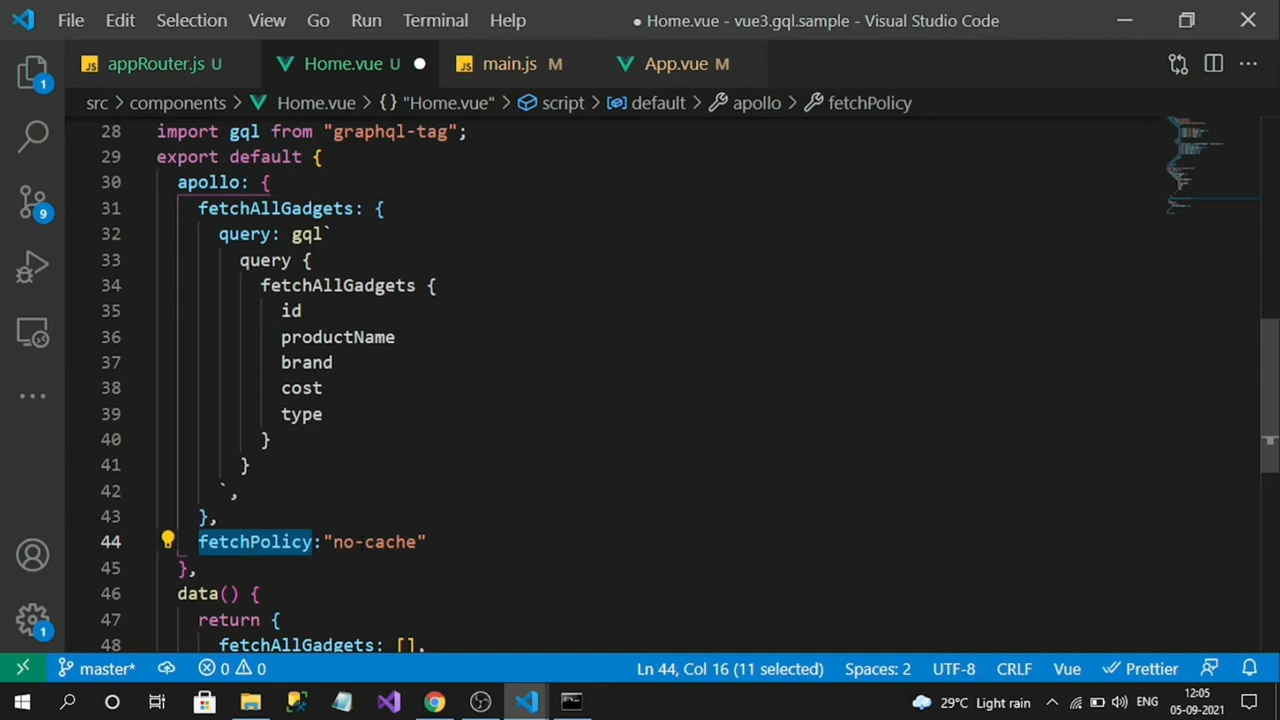 File Edit Selection View Go Run Terminal Help ● Home.vue - vue3.gql.sample - Visual Studio Code
JS appRouter.js U Home.vue U ● JS main.js M App.vue M
src > components > Home.vue > {} "Home.vue" > script > default > apollo > fetchPolicy
28 import gql from "graphql-tag";
29 export default {
30 apollo: {
31 fetchAllGadgets: {
32 query: gql`
33 query {
34 fetchAllGadgets {
35 id
36 productName
37 brand
38 cost
39 type
40 }
41 }
42 `,
43 },
44 fetchPolicy:"no-cache"
45 },
46 data() {
47 return {
48 fetchAllGadgets: [],
1
9
1
master* 0 0 Ln 44, Col 16 (11 selected) Spaces: 2 UTF-8 CRLF Vue Prettier
29°C Light rain ENG 12:05
05-09-2021